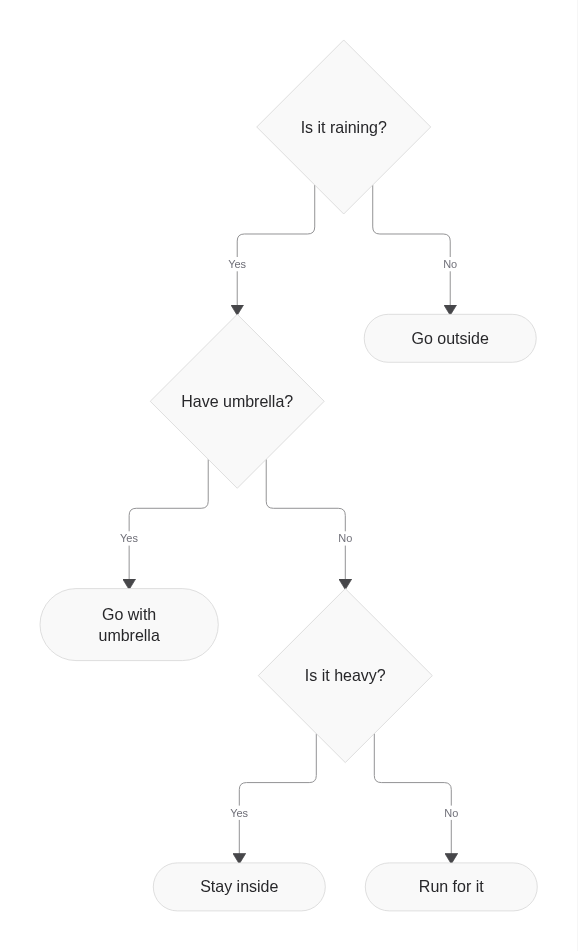 Is it raining?
Yes
No
Go outside
Have umbrella?
Yes
No
Go with
umbrella
Is it heavy?
Yes
No
Stay inside
Run for it